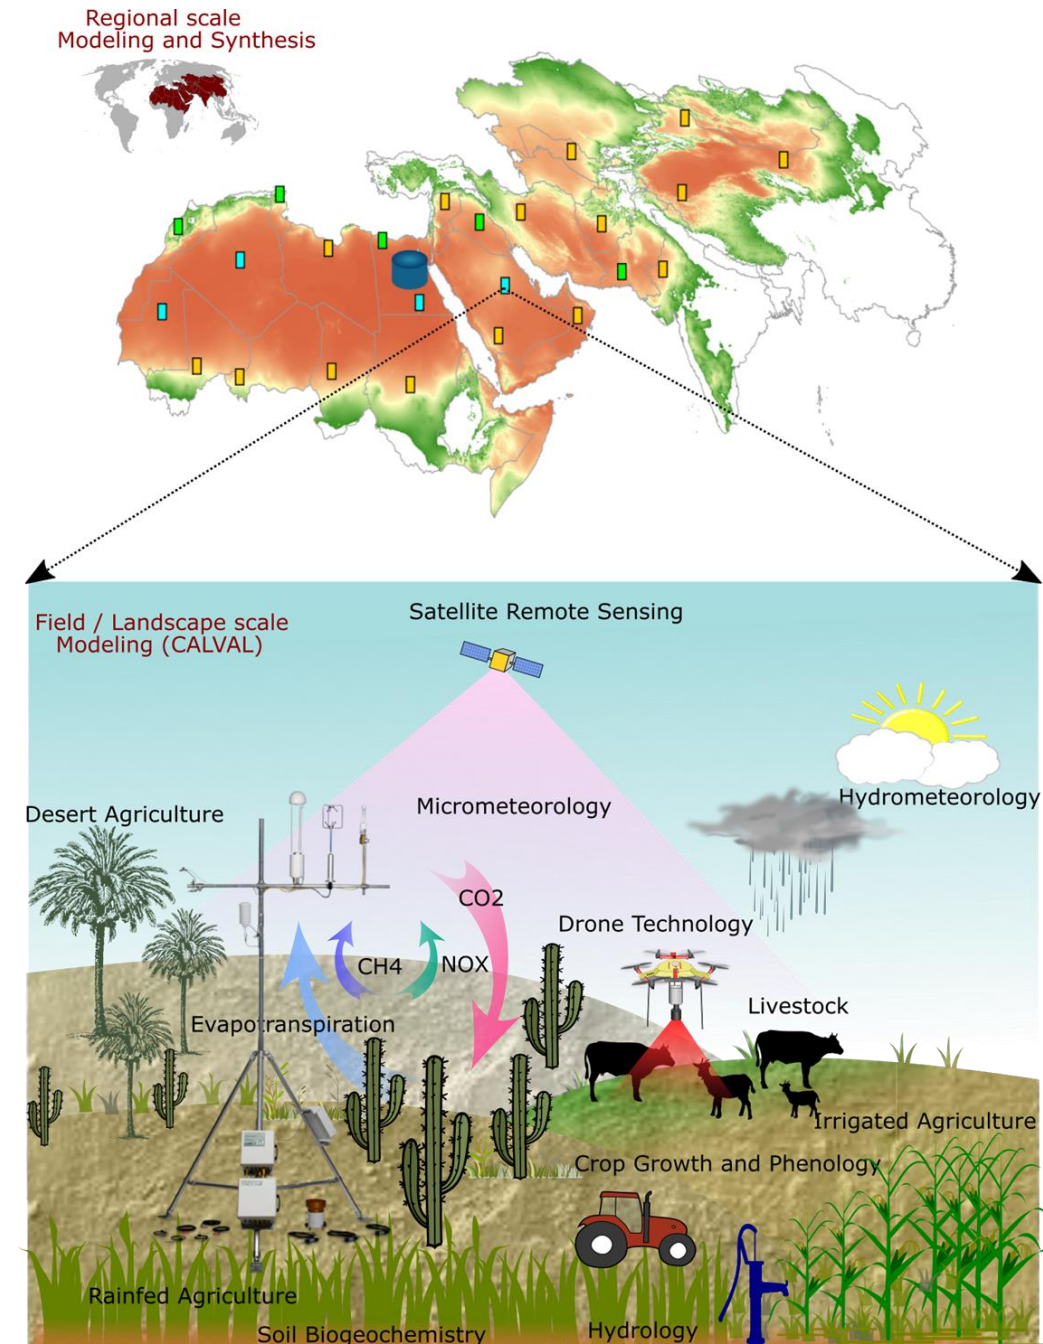 Regional scale
Modeling and Synthesis
Field / Landscape scale
Modeling (CALVAL)
Satellite Remote Sensing
Hydrometeorology
Micrometeorology
Desert Agriculture
CO2
Drone Technology
CH4
NOX
Livestock
Evapotranspiration
Irrigated Agriculture
Crop Growth and Phenology
Rainfed Agriculture
Soil Biogeochemistry
Hydrology